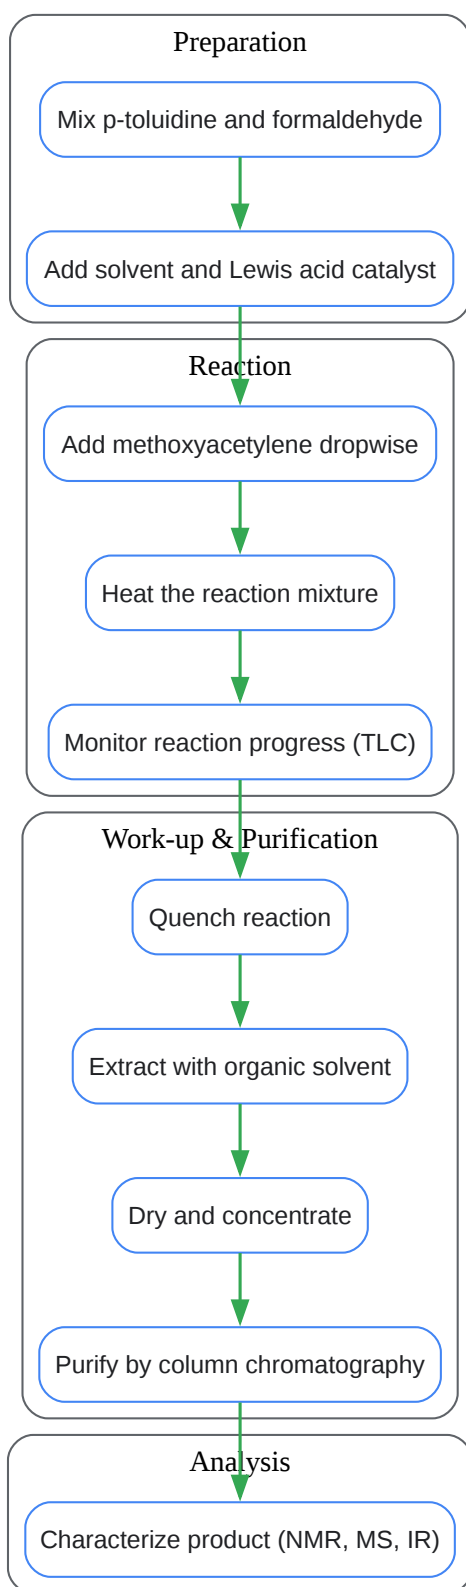 Preparation
Mix p-toluidine and formaldehyde
Add solvent and Lewis acid catalyst
Reaction
Add methoxyacetylene dropwise
Heat the reaction mixture
Monitor reaction progress (TLC)
Work-up & Purification
Quench reaction
Extract with organic solvent
Dry and concentrate
Purify by column chromatography
Analysis
Characterize product (NMR, MS, IR)